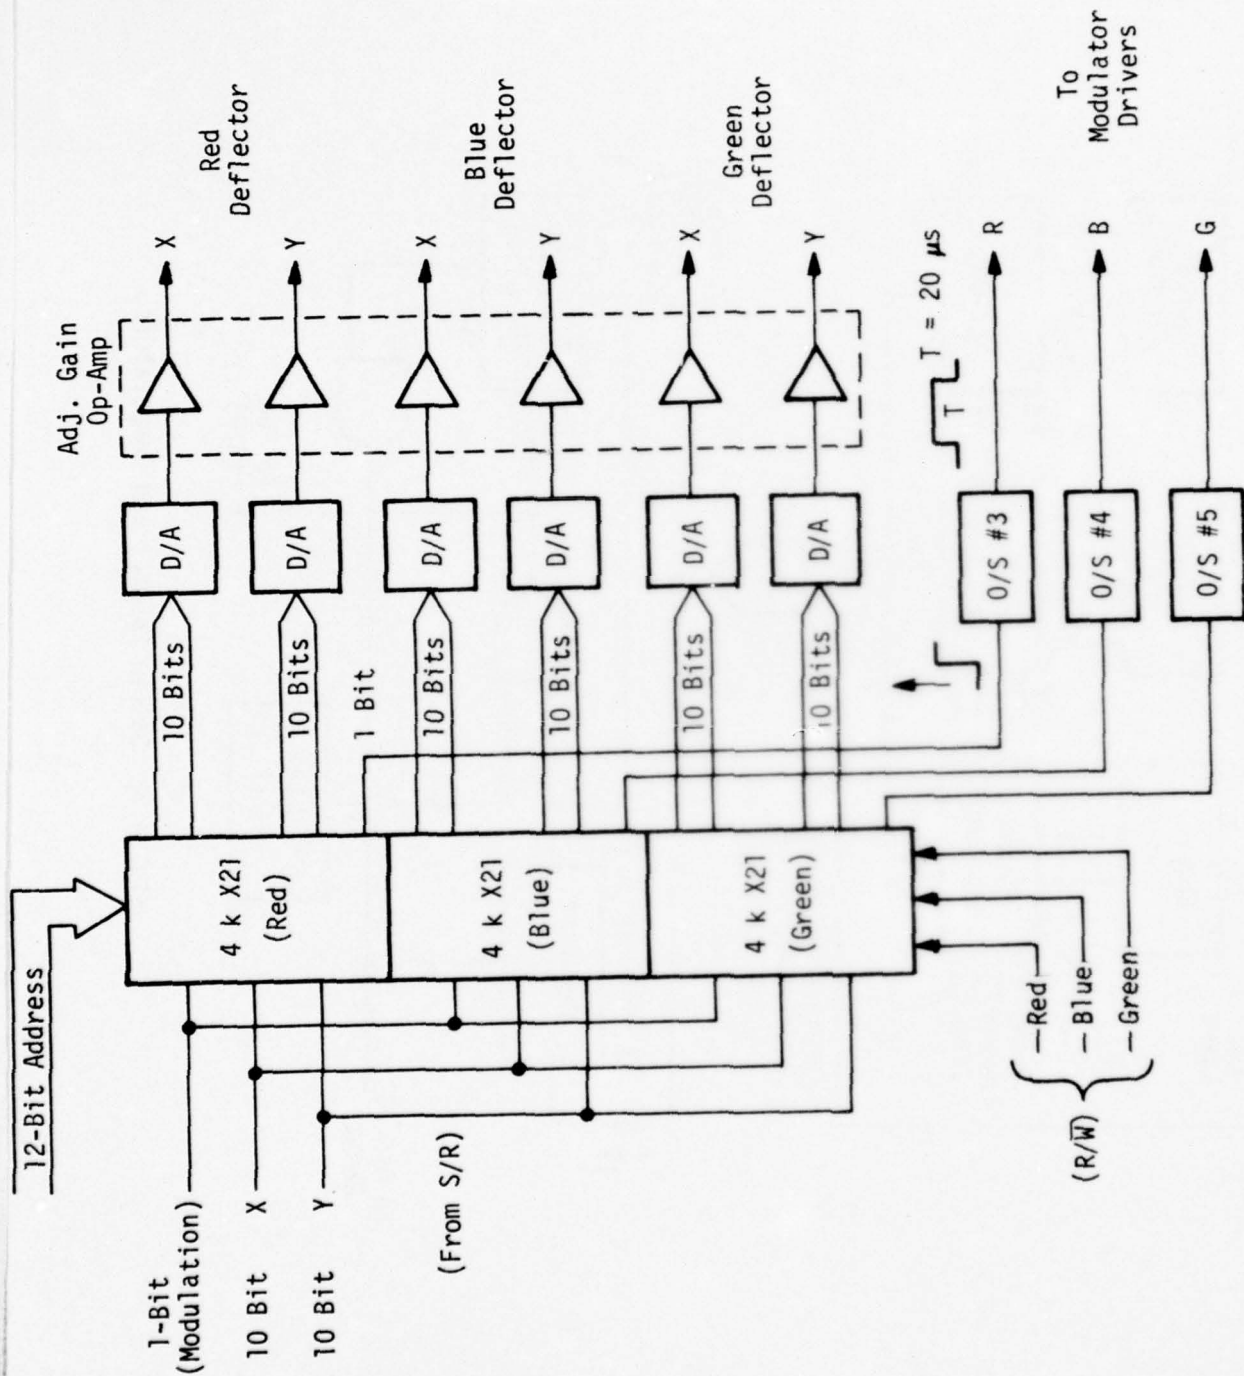 12-Bit Address
1-Bit
(Modulation)
10 Bit X
10 Bit Y
(From S/R)
(R/W̅)
Red
Blue
Green
4 k X21
(Red)
4 k X21
(Blue)
4 k X21
(Green)
10 Bits
10 Bits
1 Bit
10 Bits
10 Bits
10 Bits
10 Bits
D/A
D/A
D/A
D/A
D/A
D/A
O/S #3
O/S #4
O/S #5
Adj. Gain
Op-Amp
T
T = 20 μs
X
Y
X
Y
X
Y
R
B
G
Red
Deflector
Blue
Deflector
Green
Deflector
To
Modulator
Drivers